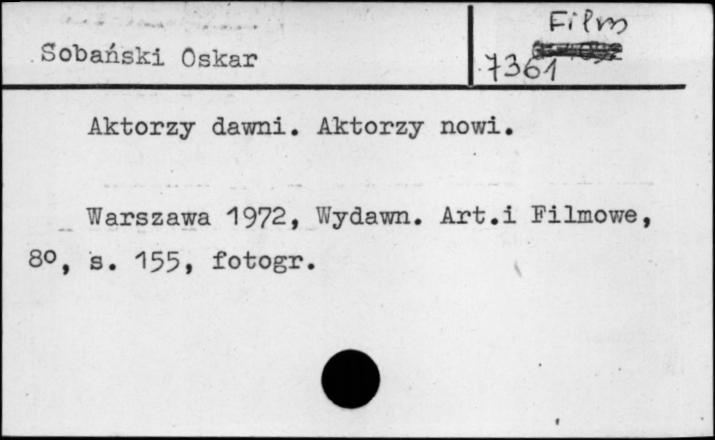 Film
Sobański Oskar
7361
Aktorzy dawni. Aktorzy nowi.
Warszawa 1972, Wydawn. Art.i Filmowe,
8o, s. 155, fotogr.